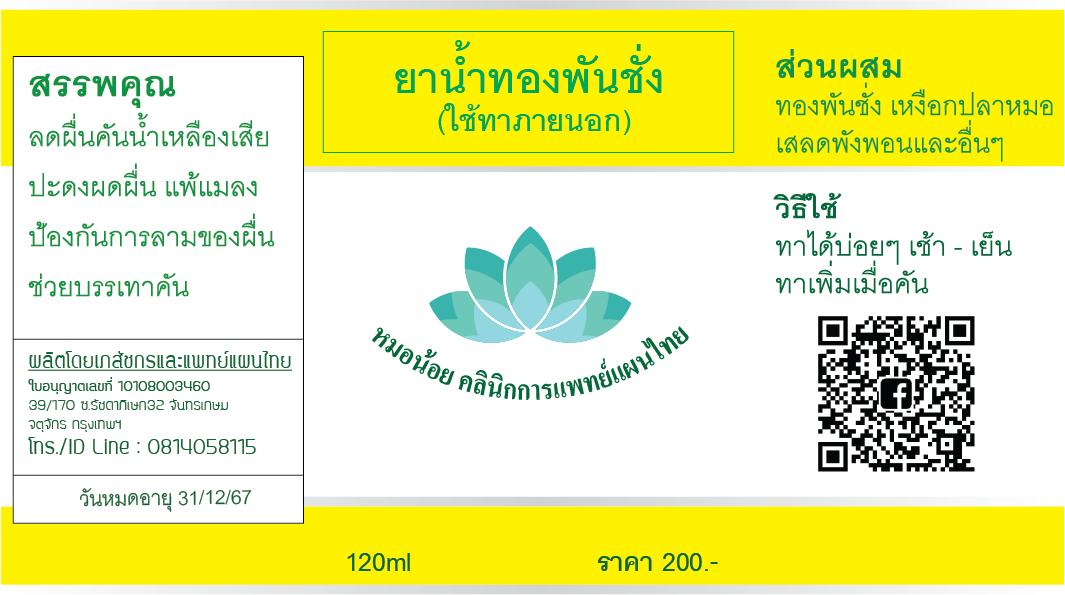 สรรพคุณ
ลดผื่นคันน้ำเหลืองเสีย
ปะดงผดผื่น แพ้แมลง
ป้องกันการลามของผื่น
ช่วยบรรเทาคัน
ผลิตโดยเภสัชกรและแพทย์แผนไทย
ใบอนุญาตเลขที่ 10108003460
39/170 ซ.รัชดาภิเษก32 จันทรเกษม
จตุจักร กรุงเทพฯ
โทร./ID Line : 0814058115
วันหมดอายุ 31/12/67
ยาน้ำทองพันชั่ง
(ใช้ทาภายนอก)
หมอน้อย คลินิกการแพทย์แผนไทย
120ml
ราคา 200.-
ส่วนผสม
ทองพันชั่ง เหงือกปลาหมอ
เสลดพังพอนและอื่นๆ
วิธีใช้
ทาได้บ่อยๆ เช้า - เย็น
ทาเพิ่มเมื่อคัน